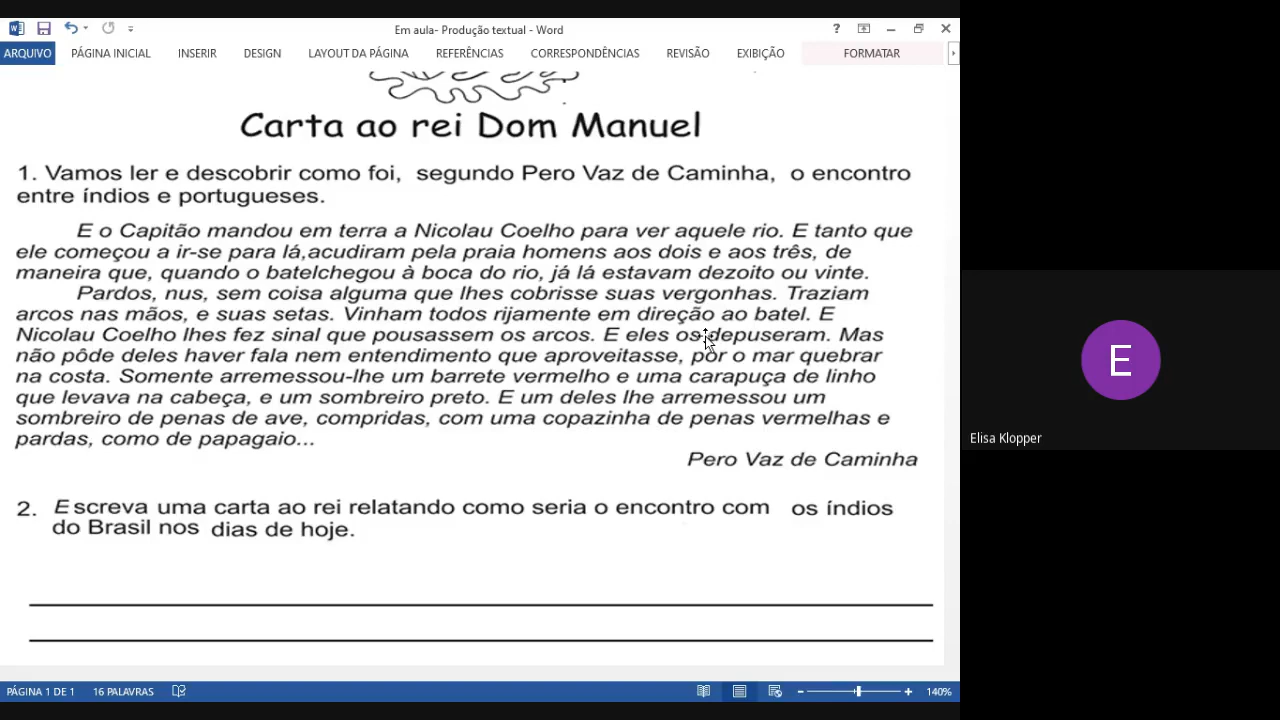 Em aula- Produção textual - Word
?
ARQUIVO PÁGINA INICIAL INSERIR DESIGN LAYOUT DA PÁGINA REFERÊNCIAS CORRESPONDÊNCIAS REVISÃO EXIBIÇÃO FORMATAR
Carta ao rei Dom Manuel
1. Vamos ler e descobrir como foi, segundo Pero Vaz de Caminha, o encontro
entre índios e portugueses.
E o Capitão mandou em terra a Nicolau Coelho para ver aquele rio. E tanto que
ele começou a ir-se para lá,acudiram pela praia homens aos dois e aos três, de
maneira que, quando o batelchegou à boca do rio, já lá estavam dezoito ou vinte.
Pardos, nus, sem coisa alguma que lhes cobrisse suas vergonhas. Traziam
arcos nas mãos, e suas setas. Vinham todos rijamente em direção ao batel. E
Nicolau Coelho lhes fez sinal que pousassem os arcos. E eles os depuseram. Mas
não pôde deles haver fala nem entendimento que aproveitasse, por o mar quebrar
na costa. Somente arremessou-lhe um barrete vermelho e uma carapuça de linho
que levava na cabeça, e um sombreiro preto. E um deles lhe arremessou um
sombreiro de penas de ave, compridas, com uma copazinha de penas vermelhas e
pardas, como de papagaio...
Pero Vaz de Caminha
2. Escreva uma carta ao rei relatando como seria o encontro com os índios
do Brasil nos dias de hoje.
PÁGINA 1 DE 1 16 PALAVRAS 140%
E
Elisa Klopper